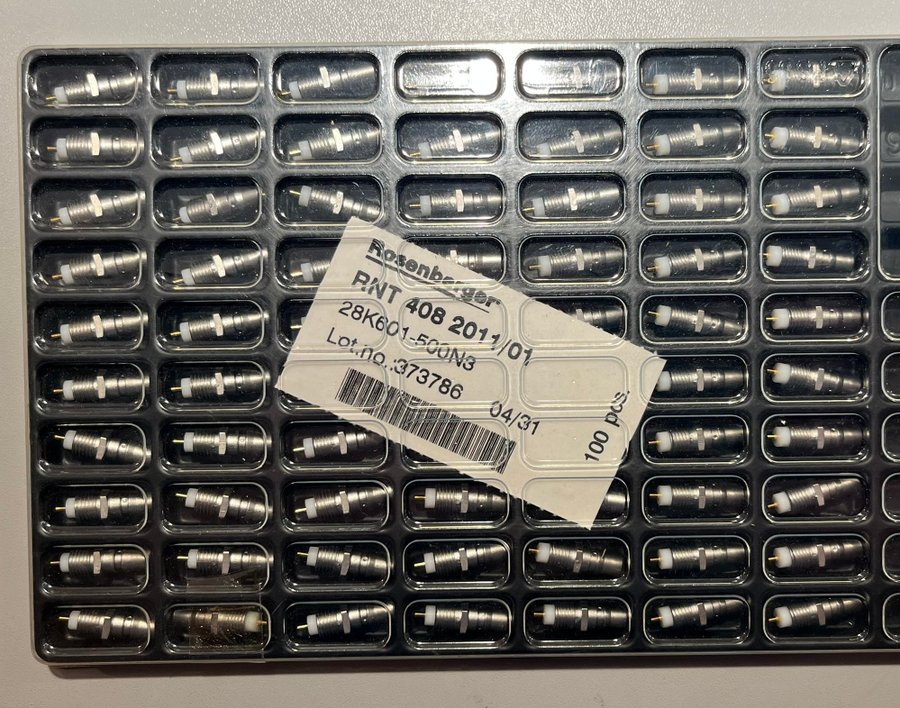 Rosenberger
RNT 408 2011/01
28K601-500N3
Lot.no.:373786
04/31
100 pcs.